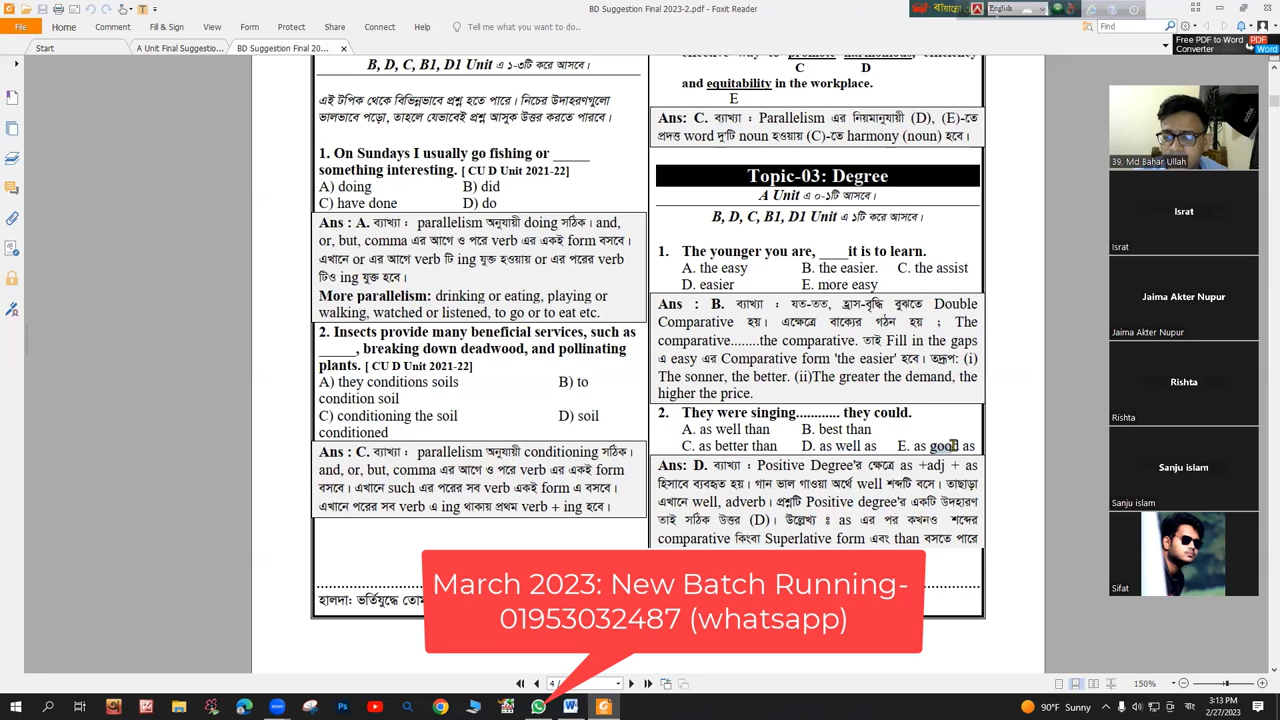 BD Suggestion Final 2023-2.pdf - Foxit Reader
English
File
Home
Comment
Fill & Sign
View
Form
Protect
Share
Connect
Help
Tell me what you want to do...
Find
Start
A Unit Final Suggestio...
BD Suggestion Final 20...
Free PDF to Word
Converter
PDF
Word
B, D, C, B1, D1 Unit এ ১-৩টি করে আসবে।
এই টপিক থেকে বিভিন্নভাবে প্রশ্ন হতে পারে। নিচের উদাহরণগুলো
ভালভাবে পড়ো, তাহলে যেভাবেই প্রশ্ন আসুক উত্তর করতে পারবে।
1. On Sundays I usually go fishing or _____
something interesting. [ CU D Unit 2021-22]
A) doing B) did
C) have done D) do
Ans : A. ব্যাখ্যা : parallelism অনুযায়ী doing সঠিক। and,
or, but, comma এর আগে ও পরে verb এর একই form বসবে।
এখানে or এর আগে verb টি ing যুক্ত হওয়ায় or এর পরের verb
টিও ing যুক্ত হবে।
More parallelism: drinking or eating, playing or
walking, watched or listened, to go or to eat etc.
2. Insects provide many beneficial services, such as
_____, breaking down deadwood, and pollinating
plants. [ CU D Unit 2021-22]
A) they conditions soils B) to
condition soil
C) conditioning the soil D) soil
conditioned
Ans : C. ব্যাখ্যা : parallelism অনুযায়ী conditioning সঠিক।
and, or, but, comma এর আগে ও পরে verb এর একই form
বসবে। এখানে such এর পরের সব verb একই form এ বসবে।
এখানে পরের সব verb এ ing থাকায় প্রথম verb + ing হবে।
হালদা: ভর্তিযুদ্ধে তোম
effective way to promote harmonious, efficiency
C D
and equitability in the workplace.
E
Ans: C. ব্যাখ্যা : Parallelism এর নিয়মানুযায়ী (D), (E)-তে
প্রদত্ত word দু'টি noun হওয়ায় (C)-তে harmony (noun) হবে।
Topic-03: Degree
A Unit এ ০-১টি আসবে।
B, D, C, B1, D1 Unit এ ১টি করে আসবে।
1. The younger you are, ____it is to learn.
A. the easy B. the easier. C. the assist
D. easier E. more easy
Ans : B. ব্যাখ্যা : যত-তত, হ্রাস-বৃদ্ধি বুঝতে Double
Comparative হয়। এক্ষেত্রে বাক্যের গঠন হয় ; The
comparative........the comparative. তাই Fill in the gaps
এ easy এর Comparative form 'the easier' হবে। তদ্রূপ: (i)
The sonner, the better. (ii)The greater the demand, the
higher the price.
2. They were singing............ they could.
A. as well than B. best than
C. as better than D. as well as E. as good as
Ans: D. ব্যাখ্যা : Positive Degree'র ক্ষেত্রে as +adj + as
হিসাবে ব্যবহৃত হয়। গান ভাল গাওয়া অর্থে well শব্দটি বসে। তাছাড়া
এখানে well, adverb। প্রশ্নটি Positive degree'র একটি উদহারণ
তাই সঠিক উত্তর (D)। উল্লেখ্য ঃ as এর পর কখনও শব্দের
comparative কিংবা Superlative form এবং than বসতে পারে
March 2023: New Batch Running-
01953032487 (whatsapp)
39, Md Bahar Ullah
Israt
Israt
Jaima Akter Nupur
Jaima Akter Nupur
Rishta
Rishta
Sanju islam
Sanju islam
Sifat
4 /
150%
90°F Sunny
3:13 PM
2/27/2023